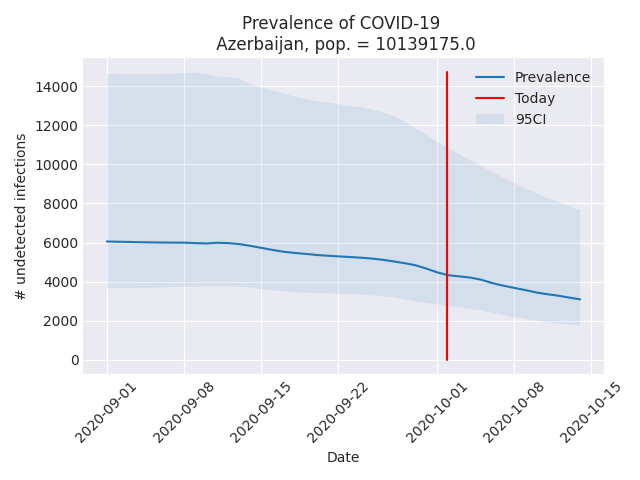 Prevalence of COVID-19
Azerbaijan, pop. = 10139175.0
Prevalence
Today
95CI
14000
12000
10000
8000
6000
4000
2000
0
# undetected infections
2020-09-01
2020-09-08
2020-09-15
2020-09-22
2020-10-01
2020-10-08
2020-10-15
Date